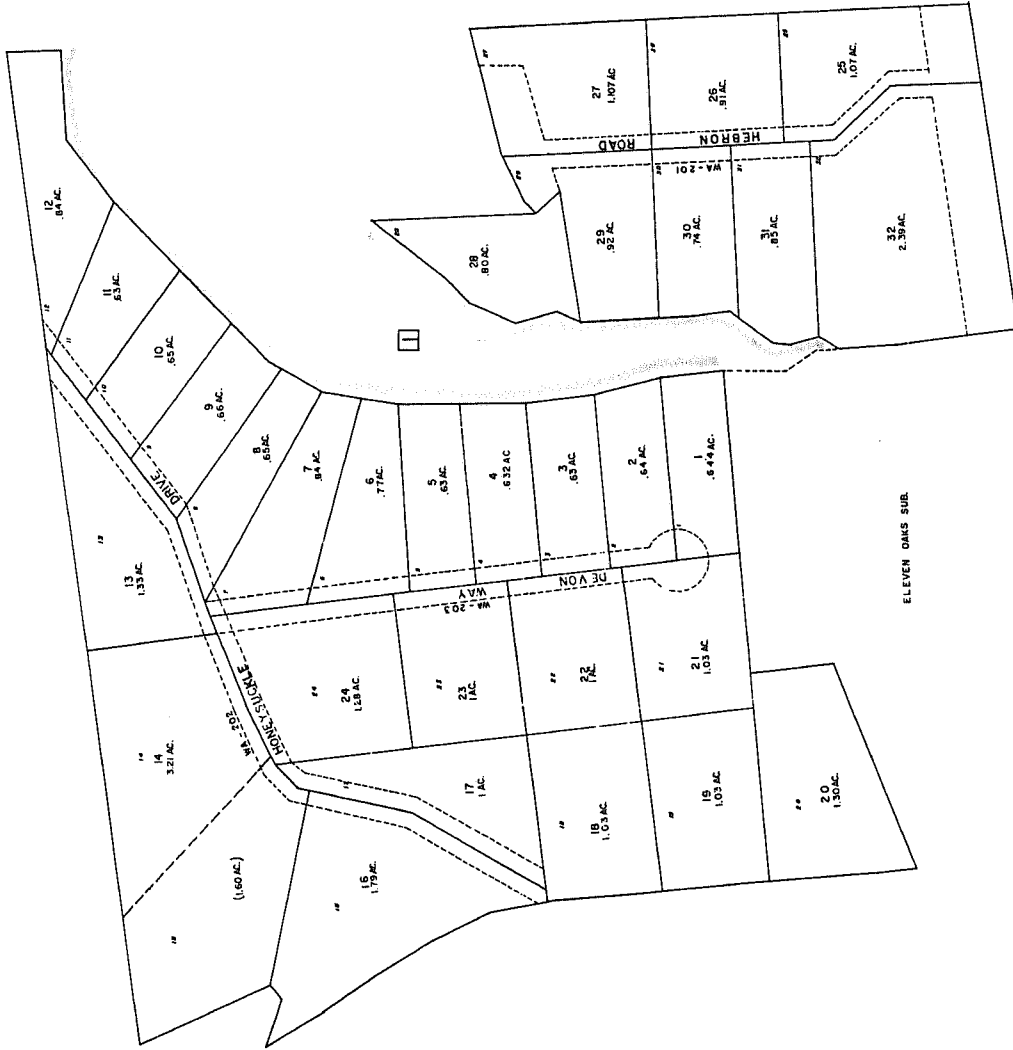 12
.84 AC.
11
.63 AC.
10
.65 AC.
9
.66 AC.
8
.65 AC.
7
.84 AC.
6
.77 AC.
5
.63 AC.
4
.632 AC
3
.63 AC.
2
.64 AC.
1
.644 AC.
13
1.33 AC.
14
3.21 AC.
(1.60 AC.)
16
1.79 AC.
17
1 AC.
18
1.03 AC.
19
1.03 AC.
20
1.30 AC.
21
1.03 AC.
22
1 AC.
23
1 AC.
24
1.28 AC.
25
1.07 AC
26
.91 AC.
27
1.107 AC
28
.80 AC.
29
.92 AC.
30
.74 AC.
31
.85 AC.
32
2.39 AC.
HONEYSUCKLE DRIVE
WA - 202
DEVON WAY
WA - 203
HEBRON ROAD
WA - 201
1
ELEVEN OAKS SUB.